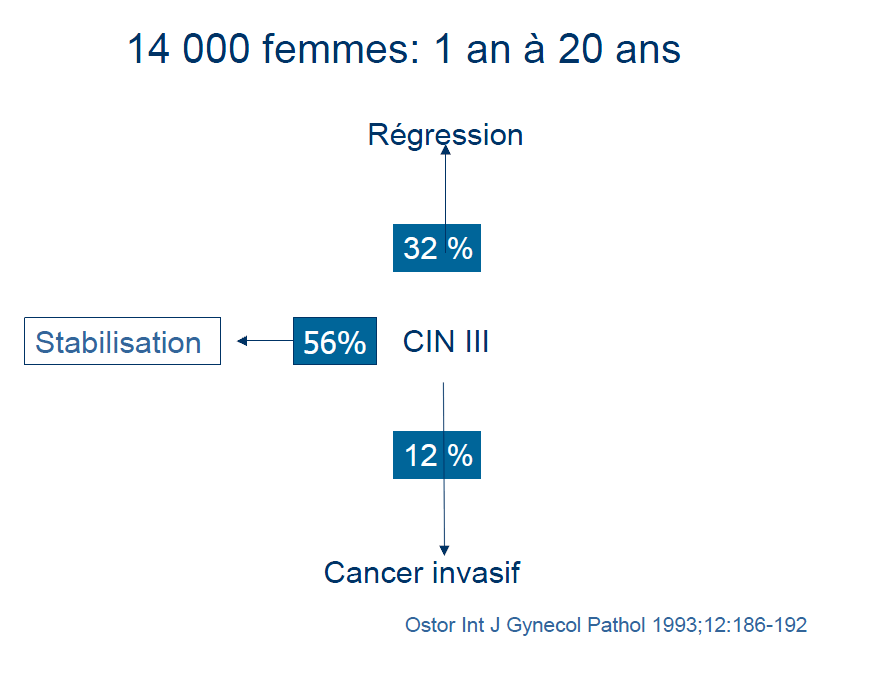 14 000 femmes: 1 an à 20 ans
Régression
32 %
Stabilisation
56%
CIN III
12 %
Cancer invasif
Ostor Int J Gynecol Pathol 1993;12:186-192